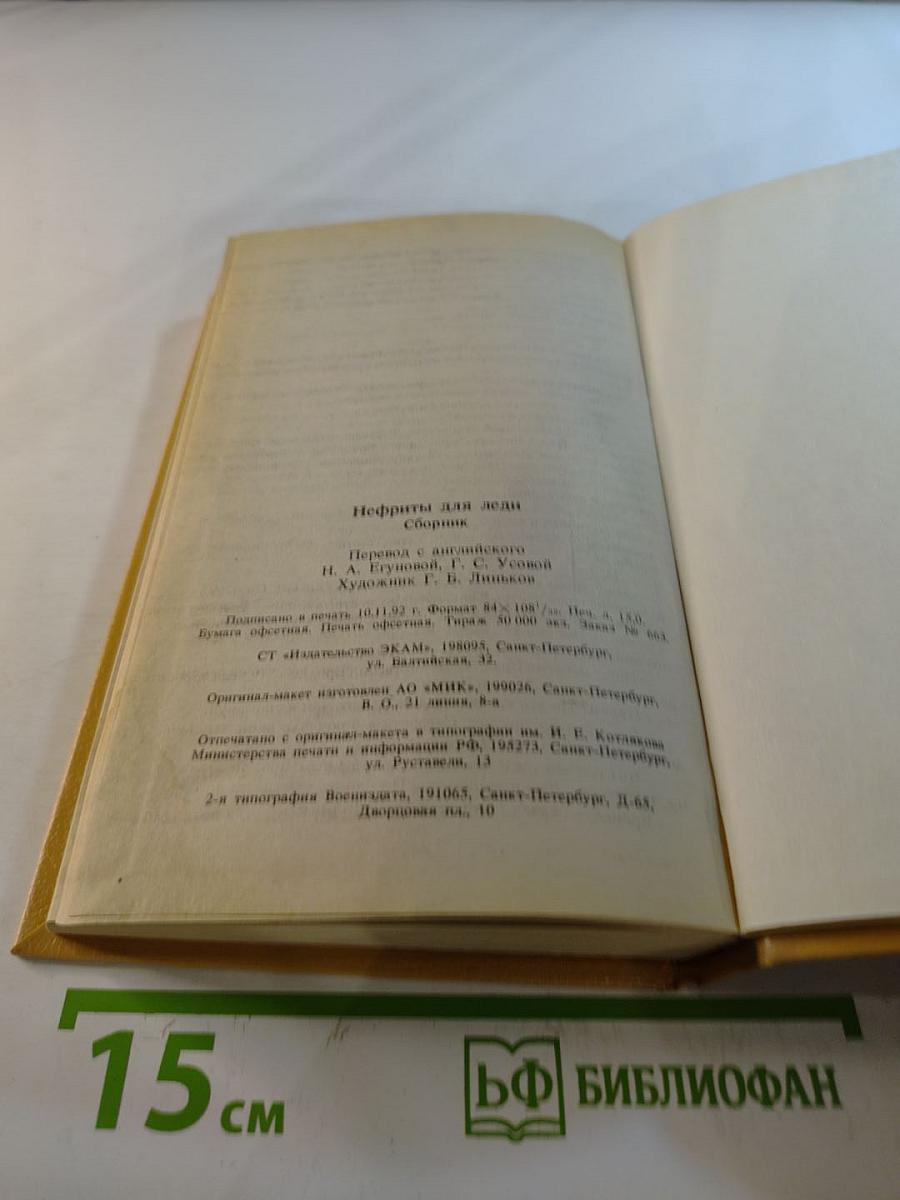 Нефриты для леди
Сборник
Перевод с английского
Н. А. Егуновой, Г. С. Усовой
Художник Г. Б. Линьков
Подписано в печать 10.11.92 г. Формат 84×108¹/₃₂. Печ. л. 15,0.
Бумага офсетная. Печать офсетная. Тираж 50 000 экз. Заказ № 663.
СТ «Издательство ЭКАМ», 198095, Санкт-Петербург,
ул. Балтийская, 32.
Оригинал-макет изготовлен АО «МИК», 199026, Санкт-Петербург,
В. О., 21 линия, 8-а
Отпечатано с оригинал-макета в типографии им. И. Е. Котлякова
Министерства печати и информации РФ, 195273, Санкт-Петербург,
ул. Руставели, 13
2-я типография Воениздата, 191065, Санкт-Петербург, Д-65,
Дворцовая пл., 10
15 см
БФ БИБЛИОФАН